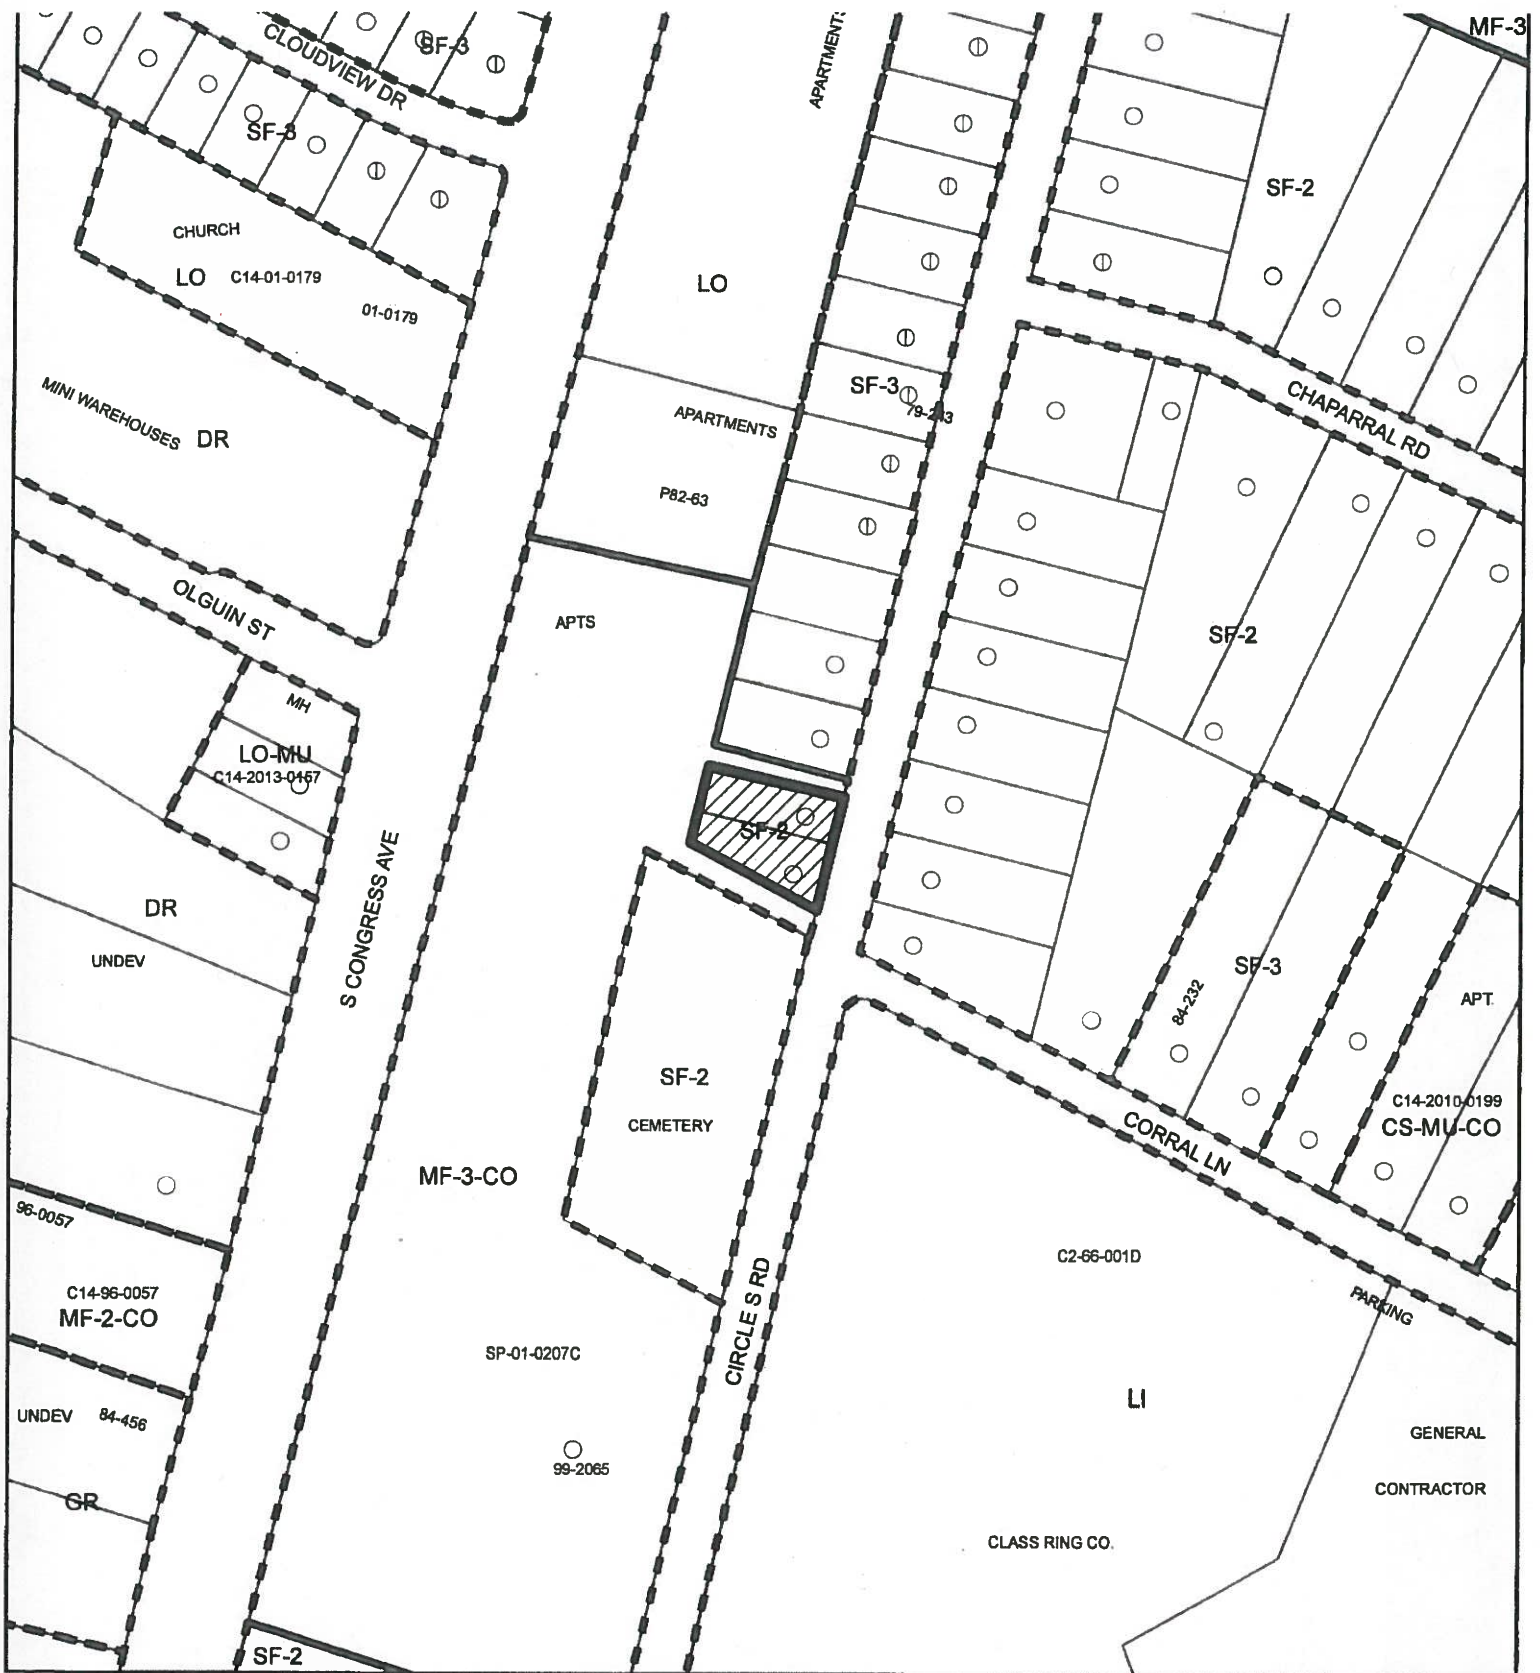 MF-3
SF-3
CLOUDVIEW DR
APARTMENTS
SF-3
SF-2
CHURCH
LO
C14-01-0179
LO
01-0179
SF-3
79-243
MINI WAREHOUSES
DR
APARTMENTS
CHAPARRAL RD
P82-63
OLGUIN ST
APTS
SF-2
MH
LO-MU
C14-2013-0167
SF-2
S CONGRESS AVE
DR
UNDEV
SF-3
84-232
APT.
SF-2
CEMETERY
C14-2010-0199
CS-MU-CO
CORRAL LN
MF-3-CO
96-0057
C2-66-001D
C14-96-0057
MF-2-CO
CIRCLE S RD
PARKING
SP-01-0207C
LI
UNDEV
84-456
GENERAL
CONTRACTOR
99-2065
GR
CLASS RING CO.
SF-2